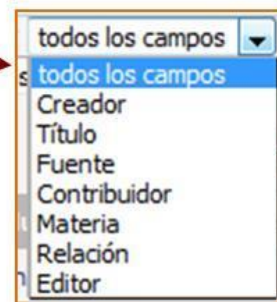 todos los campos
todos los campos
Creador
Título
Fuente
Contribuidor
Materia
Relación
Editor